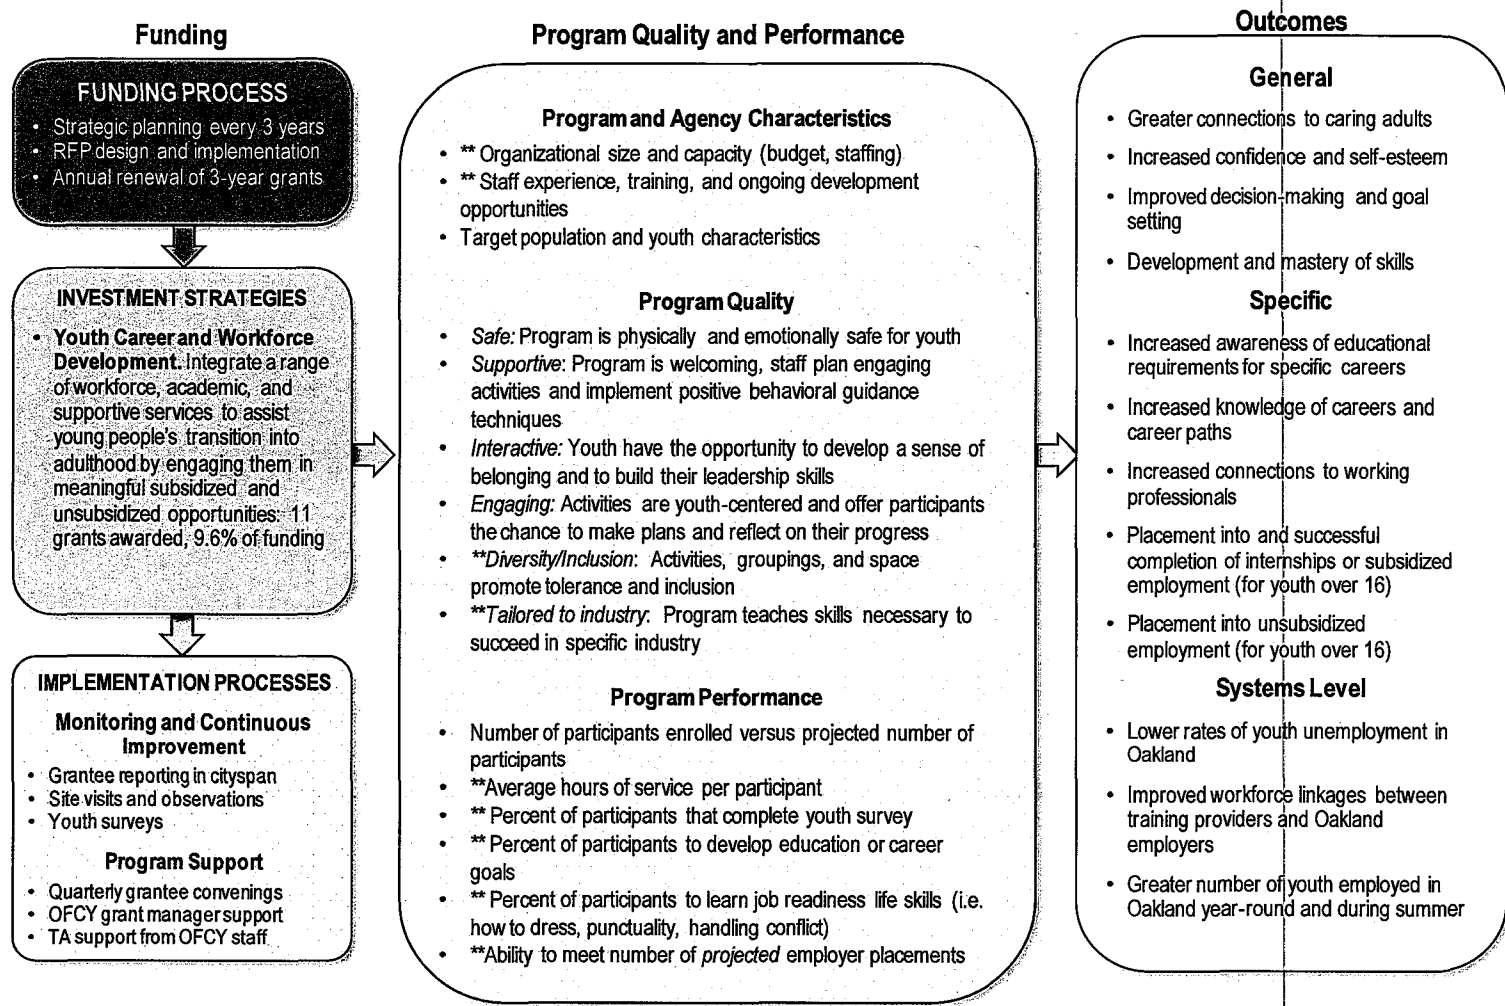 Funding
FUNDING PROCESS
• Strategic planning every 3 years
• RFP design and implementation
• Annual renewal of 3-year grants
INVESTMENT STRATEGIES
• Youth Career and Workforce
Development. Integrate a range
of workforce, academic, and
supportive services to assist
young people's transition into
adulthood by engaging them in
meaningful subsidized and
unsubsidized opportunities: 11
grants awarded, 9.6% of funding
IMPLEMENTATION PROCESSES
Monitoring and Continuous
Improvement
• Grantee reporting in cityspan
• Site visits and observations
• Youth surveys
Program Support
• Quarterly grantee convenings
• OFCY grant manager support
• TA support from OFCY staff
Program Quality and Performance
Program and Agency Characteristics
• ** Organizational size and capacity (budget, staffing)
• ** Staff experience, training, and ongoing development
opportunities
• Target population and youth characteristics
Program Quality
• Safe: Program is physically and emotionally safe for youth
• Supportive: Program is welcoming, staff plan engaging
activities and implement positive behavioral guidance
techniques
• Interactive: Youth have the opportunity to develop a sense of
belonging and to build their leadership skills
• Engaging: Activities are youth-centered and offer participants
the chance to make plans and reflect on their progress
• **Diversity/Inclusion: Activities, groupings, and space
promote tolerance and inclusion
• **Tailored to industry: Program teaches skills necessary to
succeed in specific industry
Program Performance
• Number of participants enrolled versus projected number of
participants
• **Average hours of service per participant
• ** Percent of participants that complete youth survey
• ** Percent of participants to develop education or career
goals
• ** Percent of participants to learn job readiness life skills (i.e.
how to dress, punctuality, handling conflict)
• **Ability to meet number of projected employer placements
Outcomes
General
• Greater connections to caring adults
• Increased confidence and self-esteem
• Improved decision-making and goal
setting
• Development and mastery of skills
Specific
• Increased awareness of educational
requirements for specific careers
• Increased knowledge of careers and
career paths
• Increased connections to working
professionals
• Placement into and successful
completion of internships or subsidized
employment (for youth over 16)
• Placement into unsubsidized
employment (for youth over 16)
Systems Level
• Lower rates of youth unemployment in
Oakland
• Improved workforce linkages between
training providers and Oakland
employers
• Greater number of youth employed in
Oakland year-round and during summer